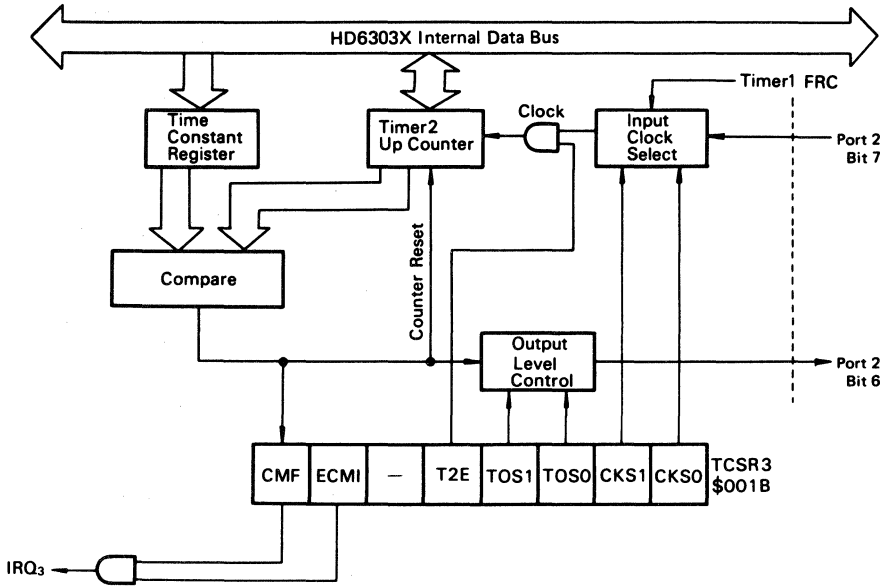 HD6303X Internal Data Bus
Timer1 FRC
Time
Constant
Register
Timer2
Up Counter
Clock
Input
Clock
Select
Port 2
Bit 7
Compare
Counter Reset
Output
Level
Control
Port 2
Bit 6
CMF
ECMI
—
T2E
TOS1
TOS0
CKS1
CKS0
TCSR3
$001B
IRQ₃